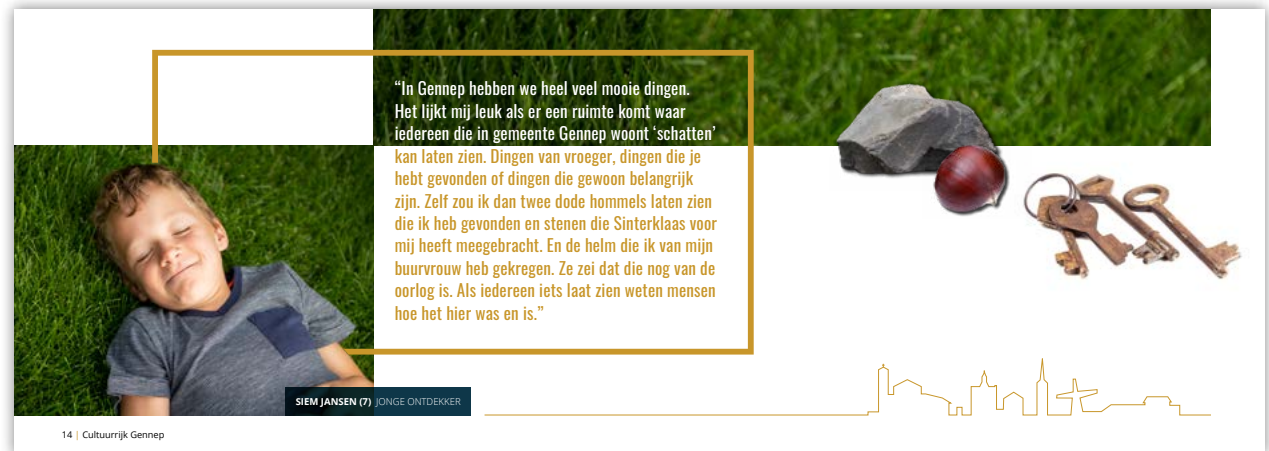 “In Gennep hebben we heel veel mooie dingen.
Het lijkt mij leuk als er een ruimte komt waar
iedereen die in gemeente Gennep woont ‘schatten’
kan laten zien. Dingen van vroeger, dingen die je
hebt gevonden of dingen die gewoon belangrijk
zijn. Zelf zou ik dan twee dode hommels laten zien
die ik heb gevonden en stenen die Sinterklaas voor
mij heeft meegebracht. En de helm die ik van mijn
buurvrouw heb gekregen. Ze zei dat die nog van de
oorlog is. Als iedereen iets laat zien weten mensen
hoe het hier was en is.”
SIEM JANSEN (7) JONGE ONTDEKKER
14 | Cultuurrijk Gennep